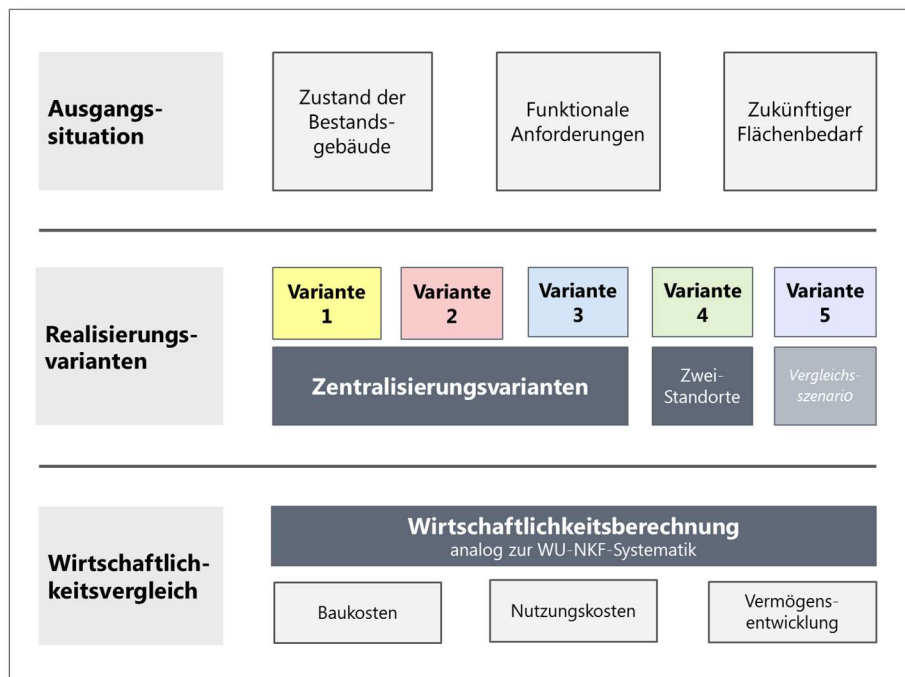 Ausgangs-
situation
Zustand der
Bestands-
gebäude
Funktionale
Anforderungen
Zukünftiger
Flächenbedarf
Realisierungs-
varianten
Variante
1
Variante
2
Variante
3
Variante
4
Variante
5
Zentralisierungsvarianten
Zwei-
Standorte
Vergleichs-
szenario
Wirtschaftlich-
keitsvergleich
Wirtschaftlichkeitsberechnung
analog zur WU-NKF-Systematik
Baukosten
Nutzungskosten
Vermögens-
entwicklung